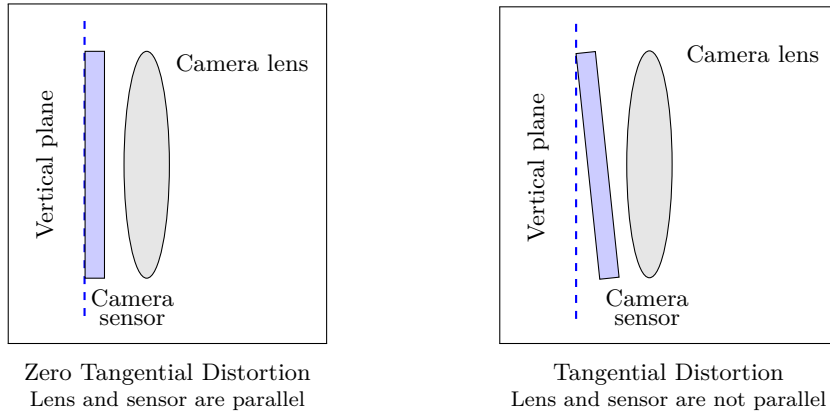 Camera lens
Vertical plane
Camera
sensor
Zero Tangential Distortion
Lens and sensor are parallel
Camera lens
Vertical plane
Camera
sensor
Tangential Distortion
Lens and sensor are not parallel